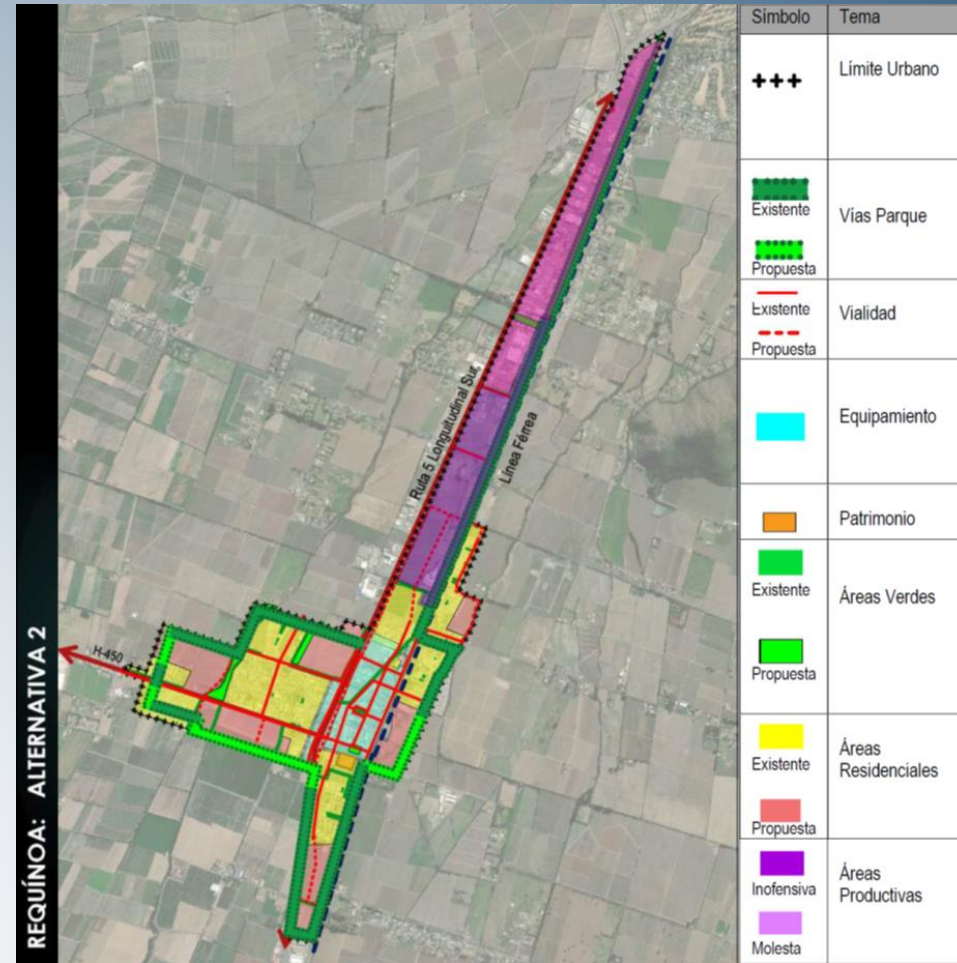 REQUÍNOA: ALTERNATIVA 2
Ruta 5 Longuitudinal Sur,
Línea Férrea
H-450
Símbolo Tema
Límite Urbano
Existente
Vías Parque
Propuesta
Existente
Vialidad
Propuesta
Equipamiento
Patrimonio
Existente
Áreas Verdes
Propuesta
Existente
Áreas
Residenciales
Propuesta
Inofensiva
Áreas
Productivas
Molesta